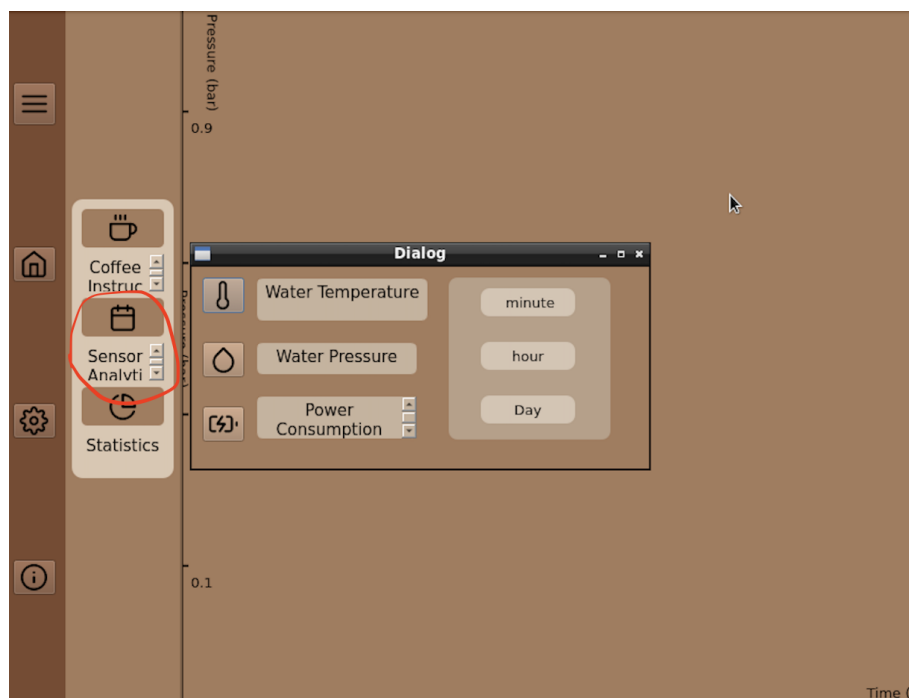 Pressure (bar)
0.9
Coffee
Instruc
Sensor
Analyti
Statistics
Dialog
Water Temperature
Water Pressure
Power
Consumption
minute
hour
Day
0.1
Time (